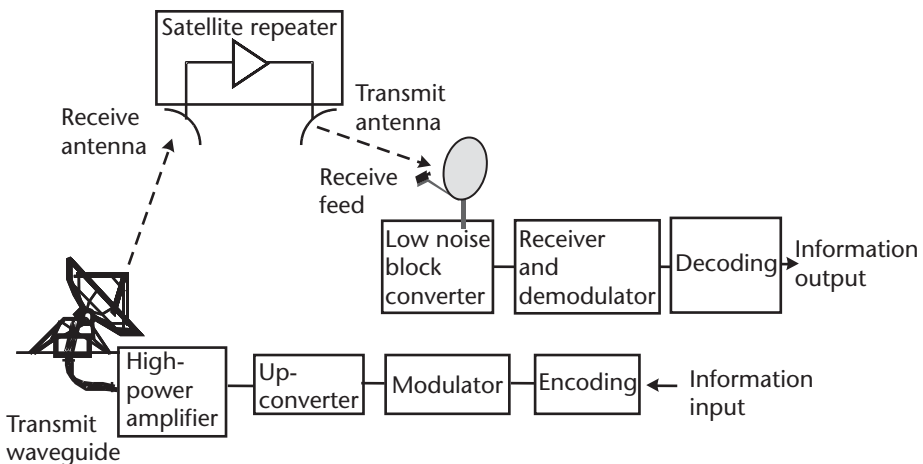 Satellite repeater
Receive
antenna
Transmit
antenna
Receive
feed
Low noise
block
converter
Receiver
and
demodulator
Decoding
Information
output
High-
power
amplifier
Up-
converter
Modulator
Encoding
Information
input
Transmit
waveguide